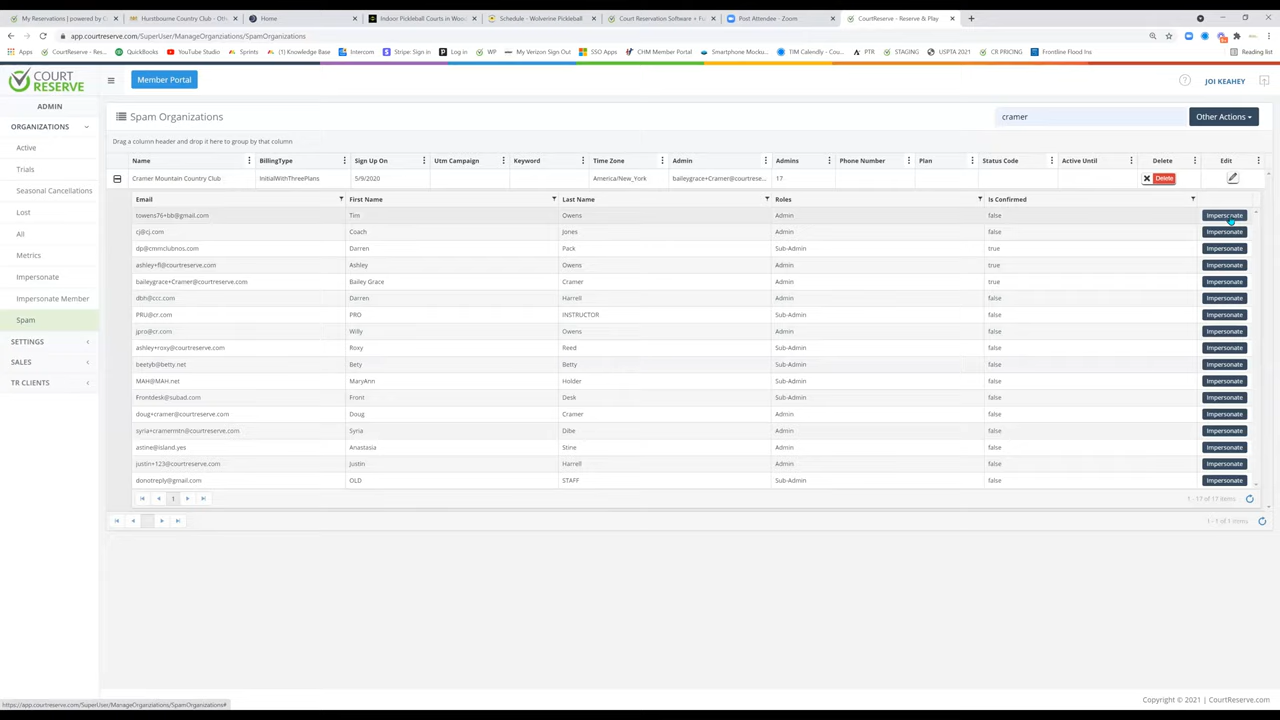 My Reservations | powered by C
Huntbourne Country Club - Oth
Home
Indoor Pickleball Courts in Woo
Schedule - Wolverine Pickleball
Court Reservation Software + Fu
Post Attendee - Zoom
CourtReserve - Reserve & Play
app.courtreserve.com/SuperUser/ManageOrganziations/SpamOrganizations
Apps CourtReserve - Res... QuickBooks YouTube Studio Sprints (1) Knowledge Base Intercom Stripe: Sign in Log in My Verizon Sign Out SSO Apps CHM Member Portal Smartphone Mocku... TIM Calendly - Cour... PTR STAGING USPTA 2021 CR PRICING Frontline Flood Ins Reading list
COURT RESERVE
Member Portal
JOI KEAHEY
ADMIN
ORGANIZATIONS
Active
Trials
Seasonal Cancellations
Lost
All
Metrics
Impersonate
Impersonate Member
Spam
SETTINGS
SALES
TR CLIENTS
Spam Organizations
cramer
Other Actions
Drag a column header and drop it here to group by that column
Name BillingType Sign Up On Utm Campaign Keyword Time Zone Admin Admins Phone Number Plan Status Code Active Until Delete Edit
Cramer Mountain Country Club InitialWithThreePlans 5/9/2020 America/New_York baileygrace+Cramer@courtrese... 17 Delete
Email First Name Last Name Roles Is Confirmed
towens76+bb@gmail.com Tim Owens Admin false Impersonate
cj@cj.com Coach Jones Admin false Impersonate
dp@cmmclubnos.com Darren Pack Sub-Admin true Impersonate
ashley+fl@courtreserve.com Ashley Owens Admin true Impersonate
baileygrace+Cramer@courtreserve.com Bailey Grace Cramer Admin true Impersonate
dbh@ccc.com Darren Harrell Admin false Impersonate
PRU@cr.com PRO INSTRUCTOR Sub-Admin false Impersonate
jpro@cr.com Willy Owens Admin false Impersonate
ashley+roxy@courtreserve.com Roxy Reed Sub-Admin false Impersonate
beetyb@betty.net Bety Betty Sub-Admin false Impersonate
MAH@MAH.net MaryAnn Holder Sub-Admin false Impersonate
Frontdesk@subad.com Front Desk Sub-Admin false Impersonate
doug+cramer@courtreserve.com Doug Cramer Admin false Impersonate
syria+cramermtn@courtreserve.com Syria Dibe Admin false Impersonate
astine@island.yes Anastasia Stine Admin false Impersonate
justin+123@courtreserve.com Justin Harrell Admin false Impersonate
donotreply@gmail.com OLD STAFF Sub-Admin false Impersonate
1
1 - 17 of 17 items
1 - 1 of 1 items
https://app.courtreserve.com/SuperUser/ManageOrganziations/SpamOrganizations#
Copyright © 2021 | CourtReserve.com